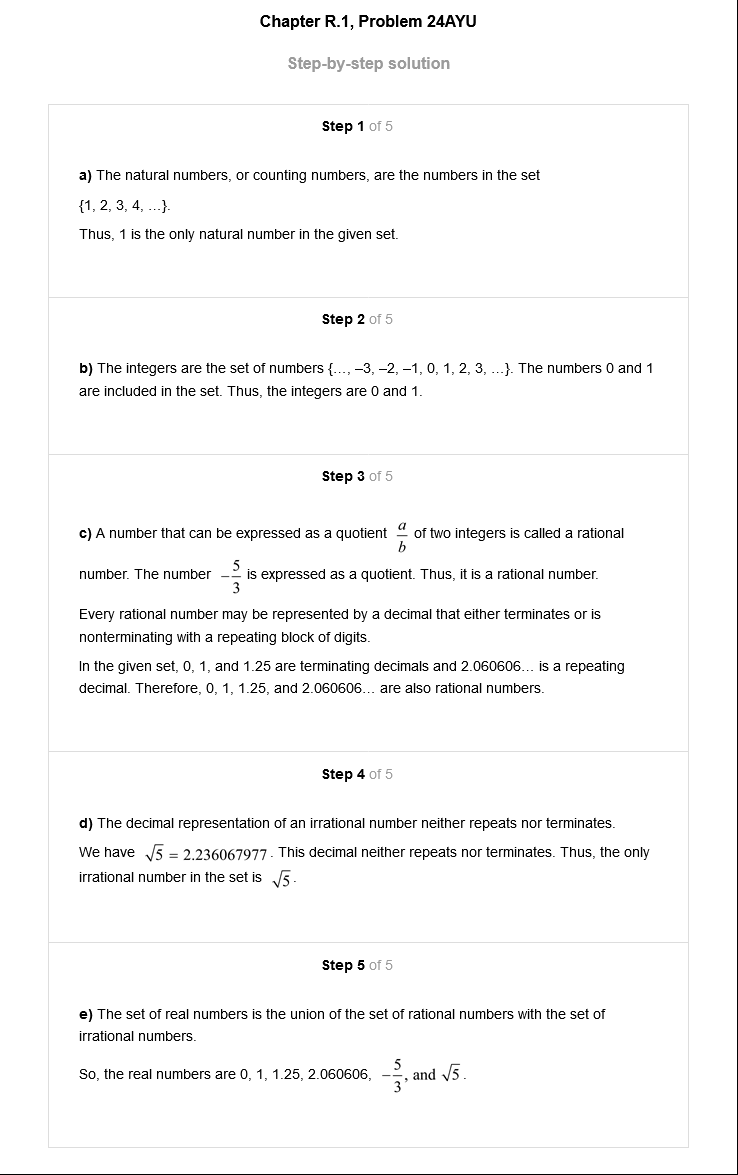 Chapter R.1, Problem 24AYU
Step-by-step solution
Step 1 of 5
a) The natural numbers, or counting numbers, are the numbers in the set
{1, 2, 3, 4, …}.
Thus, 1 is the only natural number in the given set.
Step 2 of 5
b) The integers are the set of numbers {…, –3, –2, –1, 0, 1, 2, 3, …}. The numbers 0 and 1
are included in the set. Thus, the integers are 0 and 1.
Step 3 of 5
c) A number that can be expressed as a quotient a/b of two integers is called a rational
number. The number −5/3 is expressed as a quotient. Thus, it is a rational number.
Every rational number may be represented by a decimal that either terminates or is
nonterminating with a repeating block of digits.
In the given set, 0, 1, and 1.25 are terminating decimals and 2.060606… is a repeating
decimal. Therefore, 0, 1, 1.25, and 2.060606… are also rational numbers.
Step 4 of 5
d) The decimal representation of an irrational number neither repeats nor terminates.
We have √5 = 2.236067977. This decimal neither repeats nor terminates. Thus, the only
irrational number in the set is √5.
Step 5 of 5
e) The set of real numbers is the union of the set of rational numbers with the set of
irrational numbers.
So, the real numbers are 0, 1, 1.25, 2.060606, −5/3, and √5.